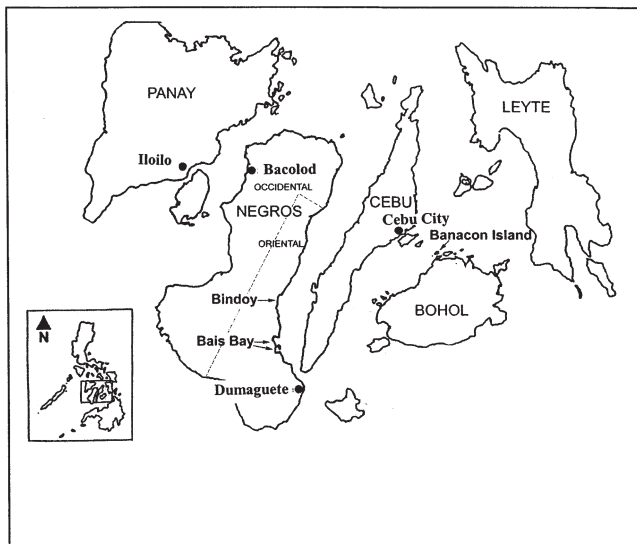 PANAY
LEYTE
Iloilo
Bacolod
OCCIDENTAL
NEGROS
CEBU
Cebu City
Banacon Island
ORIENTAL
Bindoy
BOHOL
Bais Bay
Dumaguete
N